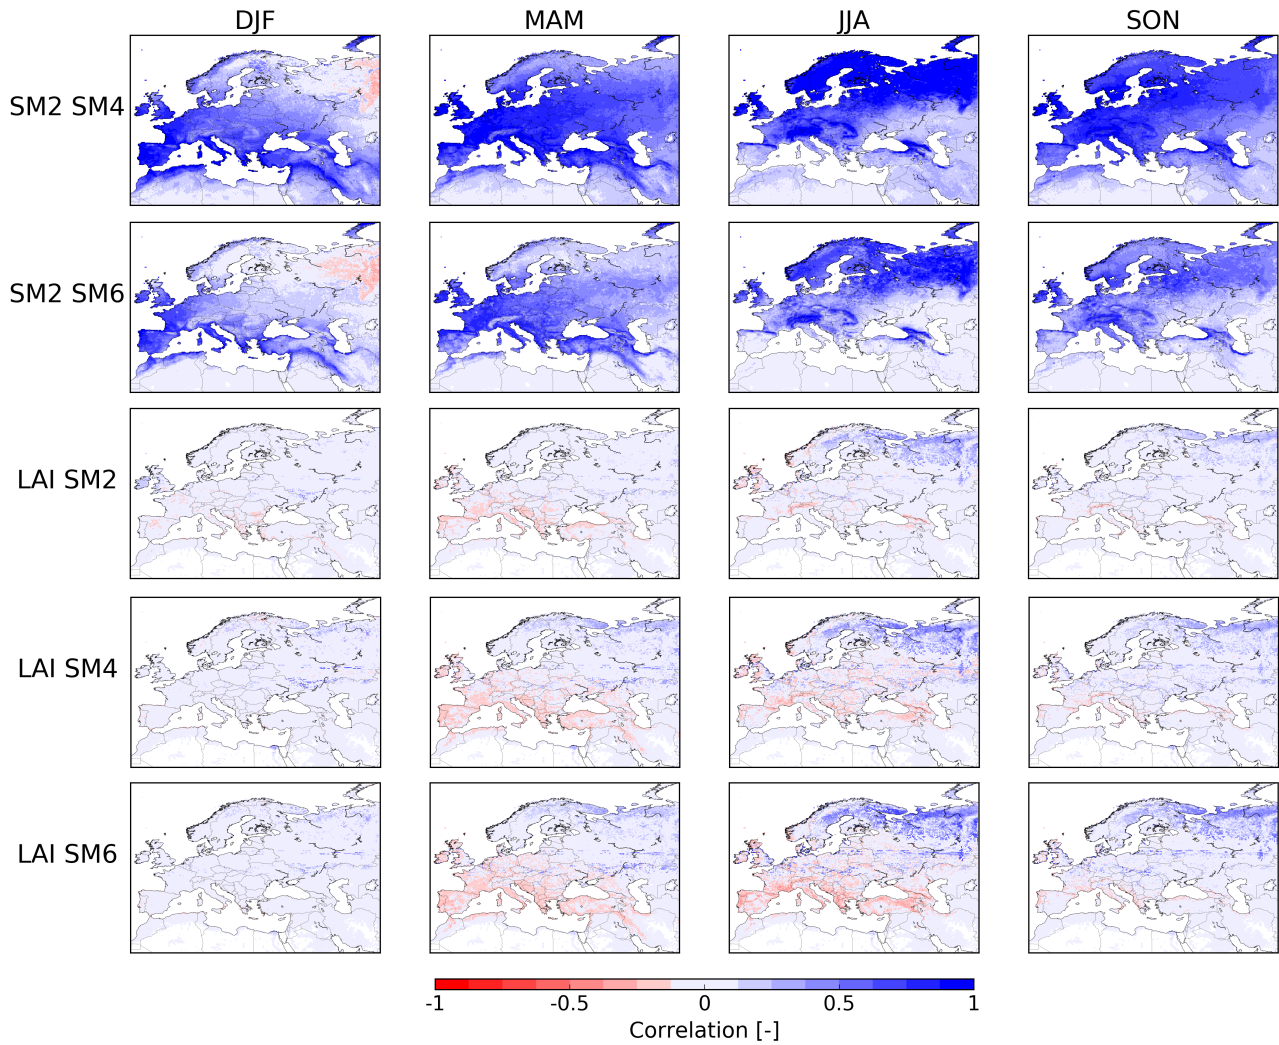 DJF MAM JJA SON
SM2 SM4
SM2 SM6
LAI SM2
LAI SM4
LAI SM6
-1 -0.5 0 0.5 1
Correlation [-]